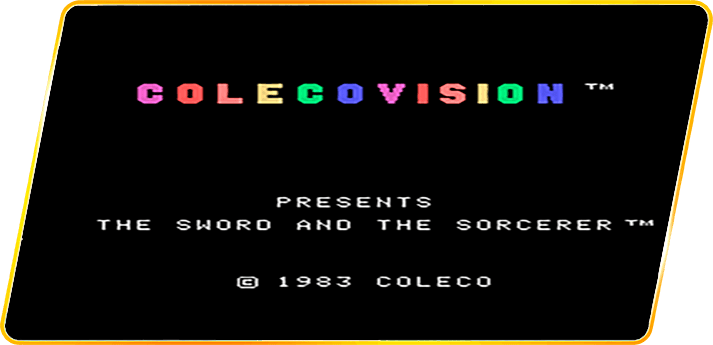 COLECOVISION™
PRESENTS
THE SWORD AND THE SORCERER™
© 1983 COLECO